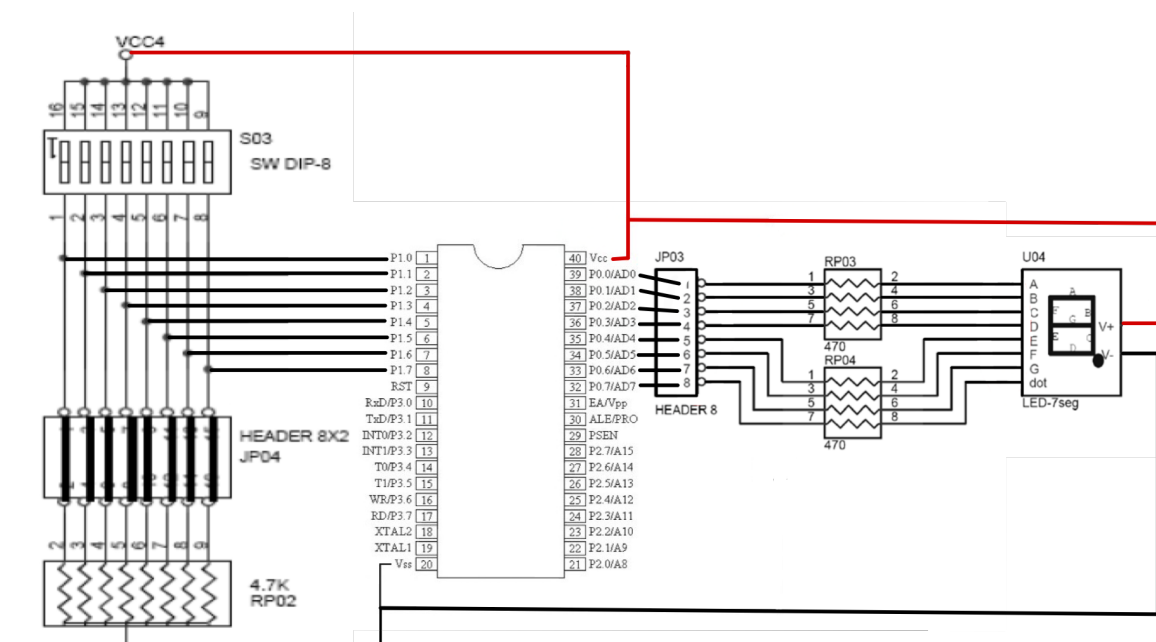 VCC4
16 15 14 13 12 11 10 9
1
S03
SW DIP-8
1 2 3 4 5 6 7 8
P1.0 1
P1.1 2
P1.2 3
P1.3 4
P1.4 5
P1.5 6
P1.6 7
P1.7 8
RST 9
RxD/P3.0 10
TxD/P3.1 11
INT0/P3.2 12
INT1/P3.3 13
T0/P3.4 14
T1/P3.5 15
WR/P3.6 16
RD/P3.7 17
XTAL2 18
XTAL1 19
Vss 20
40 Vcc
39 P0.0/AD0
38 P0.1/AD1
37 P0.2/AD2
36 P0.3/AD3
35 P0.4/AD4
34 P0.5/AD5
33 P0.6/AD6
32 P0.7/AD7
31 EA/Vpp
30 ALE/PRO
29 PSEN
28 P2.7/A15
27 P2.6/A14
26 P2.5/A13
25 P2.4/A12
24 P2.3/A11
23 P2.2/A10
22 P2.1/A9
21 P2.0/A8
JP03
1
2
3
4
5
6
7
8
HEADER 8
RP03
1 2
3 4
5 6
7 8
470
RP04
1 2
3 4
5 6
7 8
470
U04
A
B
C
D
E
F
G
dot
A
F B
G
E C
D
V+
V-
LED-7seg
HEADER 8X2
JP04
2 3 4 5 6 7 8 9
4.7K
RP02